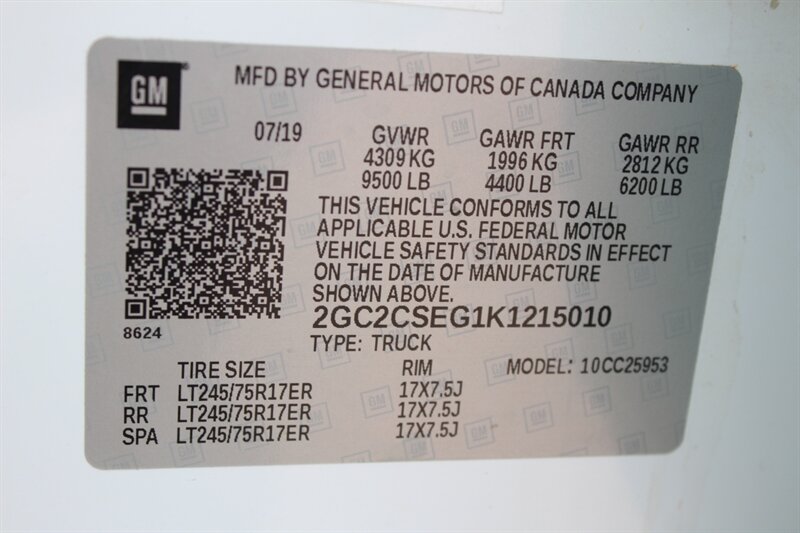 GM
MFD BY GENERAL MOTORS OF CANADA COMPANY
07/19 GVWR GAWR FRT GAWR RR
4309 KG 1996 KG 2812 KG
9500 LB 4400 LB 6200 LB
THIS VEHICLE CONFORMS TO ALL
APPLICABLE U.S. FEDERAL MOTOR
VEHICLE SAFETY STANDARDS IN EFFECT
ON THE DATE OF MANUFACTURE
SHOWN ABOVE.
8624
2GC2CSEG1K1215010
TYPE: TRUCK
TIRE SIZE RIM MODEL: 10CC25953
FRT LT245/75R17ER 17X7.5J
RR LT245/75R17ER 17X7.5J
SPA LT245/75R17ER 17X7.5J